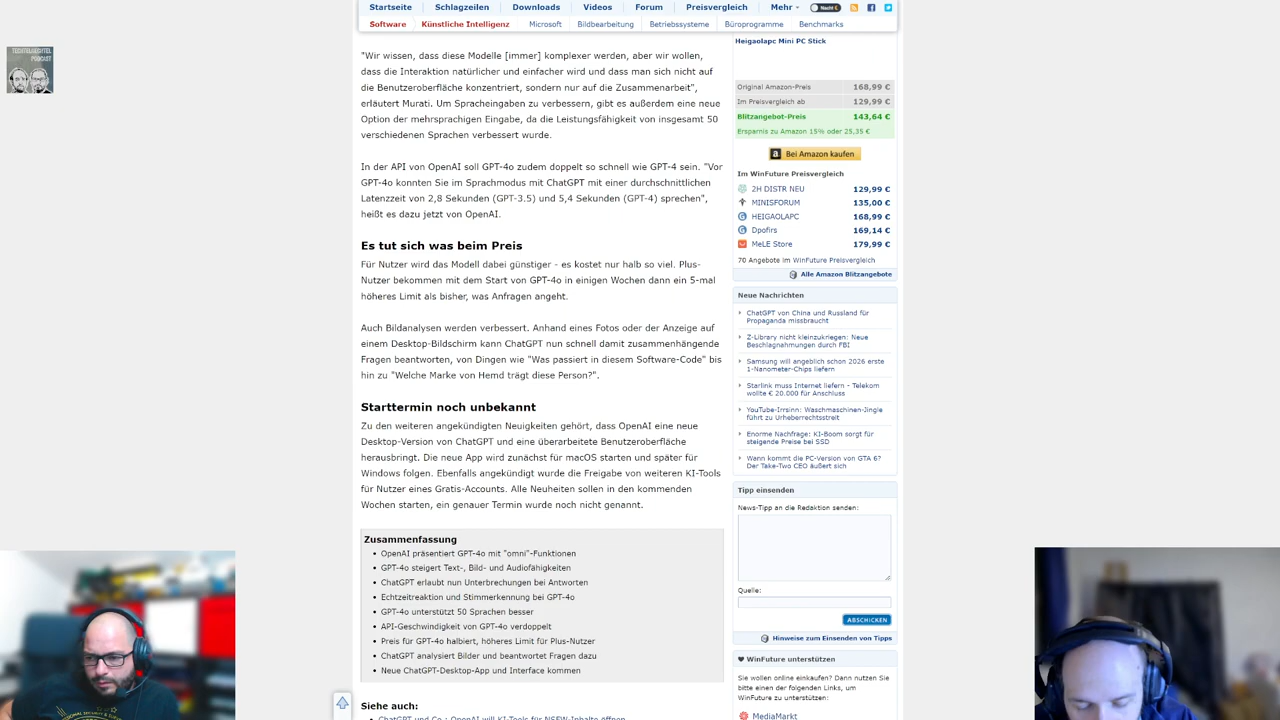 Startseite Schlagzeilen Downloads Videos Forum Preisvergleich Mehr Nacht
Software Künstliche Intelligenz Microsoft Bildbearbeitung Betriebssysteme Büroprogramme Benchmarks
TECHTELMECHTEL
PODCAST
"Wir wissen, dass diese Modelle [immer] komplexer werden, aber wir wollen,
dass die Interaktion natürlicher und einfacher wird und dass man sich nicht auf
die Benutzeroberfläche konzentriert, sondern nur auf die Zusammenarbeit",
erläutert Murati. Um Spracheingaben zu verbessern, gibt es außerdem eine neue
Option der mehrsprachigen Eingabe, da die Leistungsfähigkeit von insgesamt 50
verschiedenen Sprachen verbessert wurde.
In der API von OpenAI soll GPT-4o zudem doppelt so schnell wie GPT-4 sein. "Vor
GPT-4o konnten Sie im Sprachmodus mit ChatGPT mit einer durchschnittlichen
Latenzzeit von 2,8 Sekunden (GPT-3.5) und 5,4 Sekunden (GPT-4) sprechen",
heißt es dazu jetzt von OpenAI.
Es tut sich was beim Preis
Für Nutzer wird das Modell dabei günstiger - es kostet nur halb so viel. Plus-
Nutzer bekommen mit dem Start von GPT-4o in einigen Wochen dann ein 5-mal
höheres Limit als bisher, was Anfragen angeht.
Auch Bildanalysen werden verbessert. Anhand eines Fotos oder der Anzeige auf
einem Desktop-Bildschirm kann ChatGPT nun schnell damit zusammenhängende
Fragen beantworten, von Dingen wie "Was passiert in diesem Software-Code" bis
hin zu "Welche Marke von Hemd trägt diese Person?".
Starttermin noch unbekannt
Zu den weiteren angekündigten Neuigkeiten gehört, dass OpenAI eine neue
Desktop-Version von ChatGPT und eine überarbeitete Benutzeroberfläche
herausbringt. Die neue App wird zunächst für macOS starten und später für
Windows folgen. Ebenfalls angekündigt wurde die Freigabe von weiteren KI-Tools
für Nutzer eines Gratis-Accounts. Alle Neuheiten sollen in den kommenden
Wochen starten, ein genauer Termin wurde noch nicht genannt.
Zusammenfassung
• OpenAI präsentiert GPT-4o mit "omni"-Funktionen
• GPT-4o steigert Text-, Bild- und Audiofähigkeiten
• ChatGPT erlaubt nun Unterbrechungen bei Antworten
• Echtzeitreaktion und Stimmerkennung bei GPT-4o
• GPT-4o unterstützt 50 Sprachen besser
• API-Geschwindigkeit von GPT-4o verdoppelt
• Preis für GPT-4o halbiert, höheres Limit für Plus-Nutzer
• ChatGPT analysiert Bilder und beantwortet Fragen dazu
• Neue ChatGPT-Desktop-App und Interface kommen
Siehe auch:
• ChatGPT und Co.: OpenAI will KI-Tools für NSFW-Inhalte öffnen
Heigaolapc Mini PC Stick
Original Amazon-Preis 168,99 €
Im Preisvergleich ab 129,99 €
Blitzangebot-Preis 143,64 €
Ersparnis zu Amazon 15% oder 25,35 €
Bei Amazon kaufen
Im WinFuture Preisvergleich
2H DISTR NEU 129,99 €
MINISFORUM 135,00 €
HEIGAOLAPC 168,99 €
Dpofirs 169,14 €
MeLE Store 179,99 €
70 Angebote im WinFuture Preisvergleich
Alle Amazon Blitzangebote
Neue Nachrichten
ChatGPT von China und Russland für
Propaganda missbraucht
Z-Library nicht kleinzukriegen: Neue
Beschlagnahmungen durch FBI
Samsung will angeblich schon 2026 erste
1-Nanometer-Chips liefern
Starlink muss Internet liefern - Telekom
wollte € 20.000 für Anschluss
YouTube-Irrsinn: Waschmaschinen-Jingle
führt zu Urheberrechtsstreit
Enorme Nachfrage: KI-Boom sorgt für
steigende Preise bei SSD
Wann kommt die PC-Version von GTA 6?
Der Take-Two CEO äußert sich
Tipp einsenden
News-Tipp an die Redaktion senden:
Quelle:
ABSCHICKEN
Hinweise zum Einsenden von Tipps
WinFuture unterstützen
Sie wollen online einkaufen? Dann nutzen Sie
bitte einen der folgenden Links, um
WinFuture zu unterstützen:
MediaMarkt